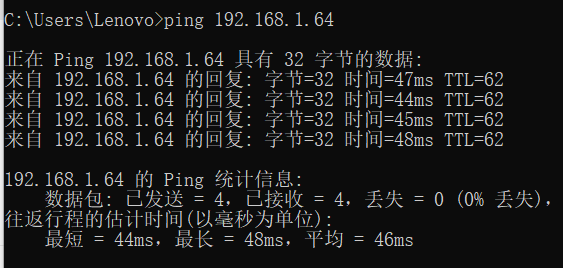 C:\Users\Lenovo>ping 192.168.1.64
正在 Ping 192.168.1.64 具有 32 字节的数据:
来自 192.168.1.64 的回复: 字节=32 时间=47ms TTL=62
来自 192.168.1.64 的回复: 字节=32 时间=44ms TTL=62
来自 192.168.1.64 的回复: 字节=32 时间=45ms TTL=62
来自 192.168.1.64 的回复: 字节=32 时间=48ms TTL=62
192.168.1.64 的 Ping 统计信息:
数据包: 已发送 = 4，已接收 = 4，丢失 = 0 (0% 丢失)，
往返行程的估计时间(以毫秒为单位):
最短 = 44ms，最长 = 48ms，平均 = 46ms